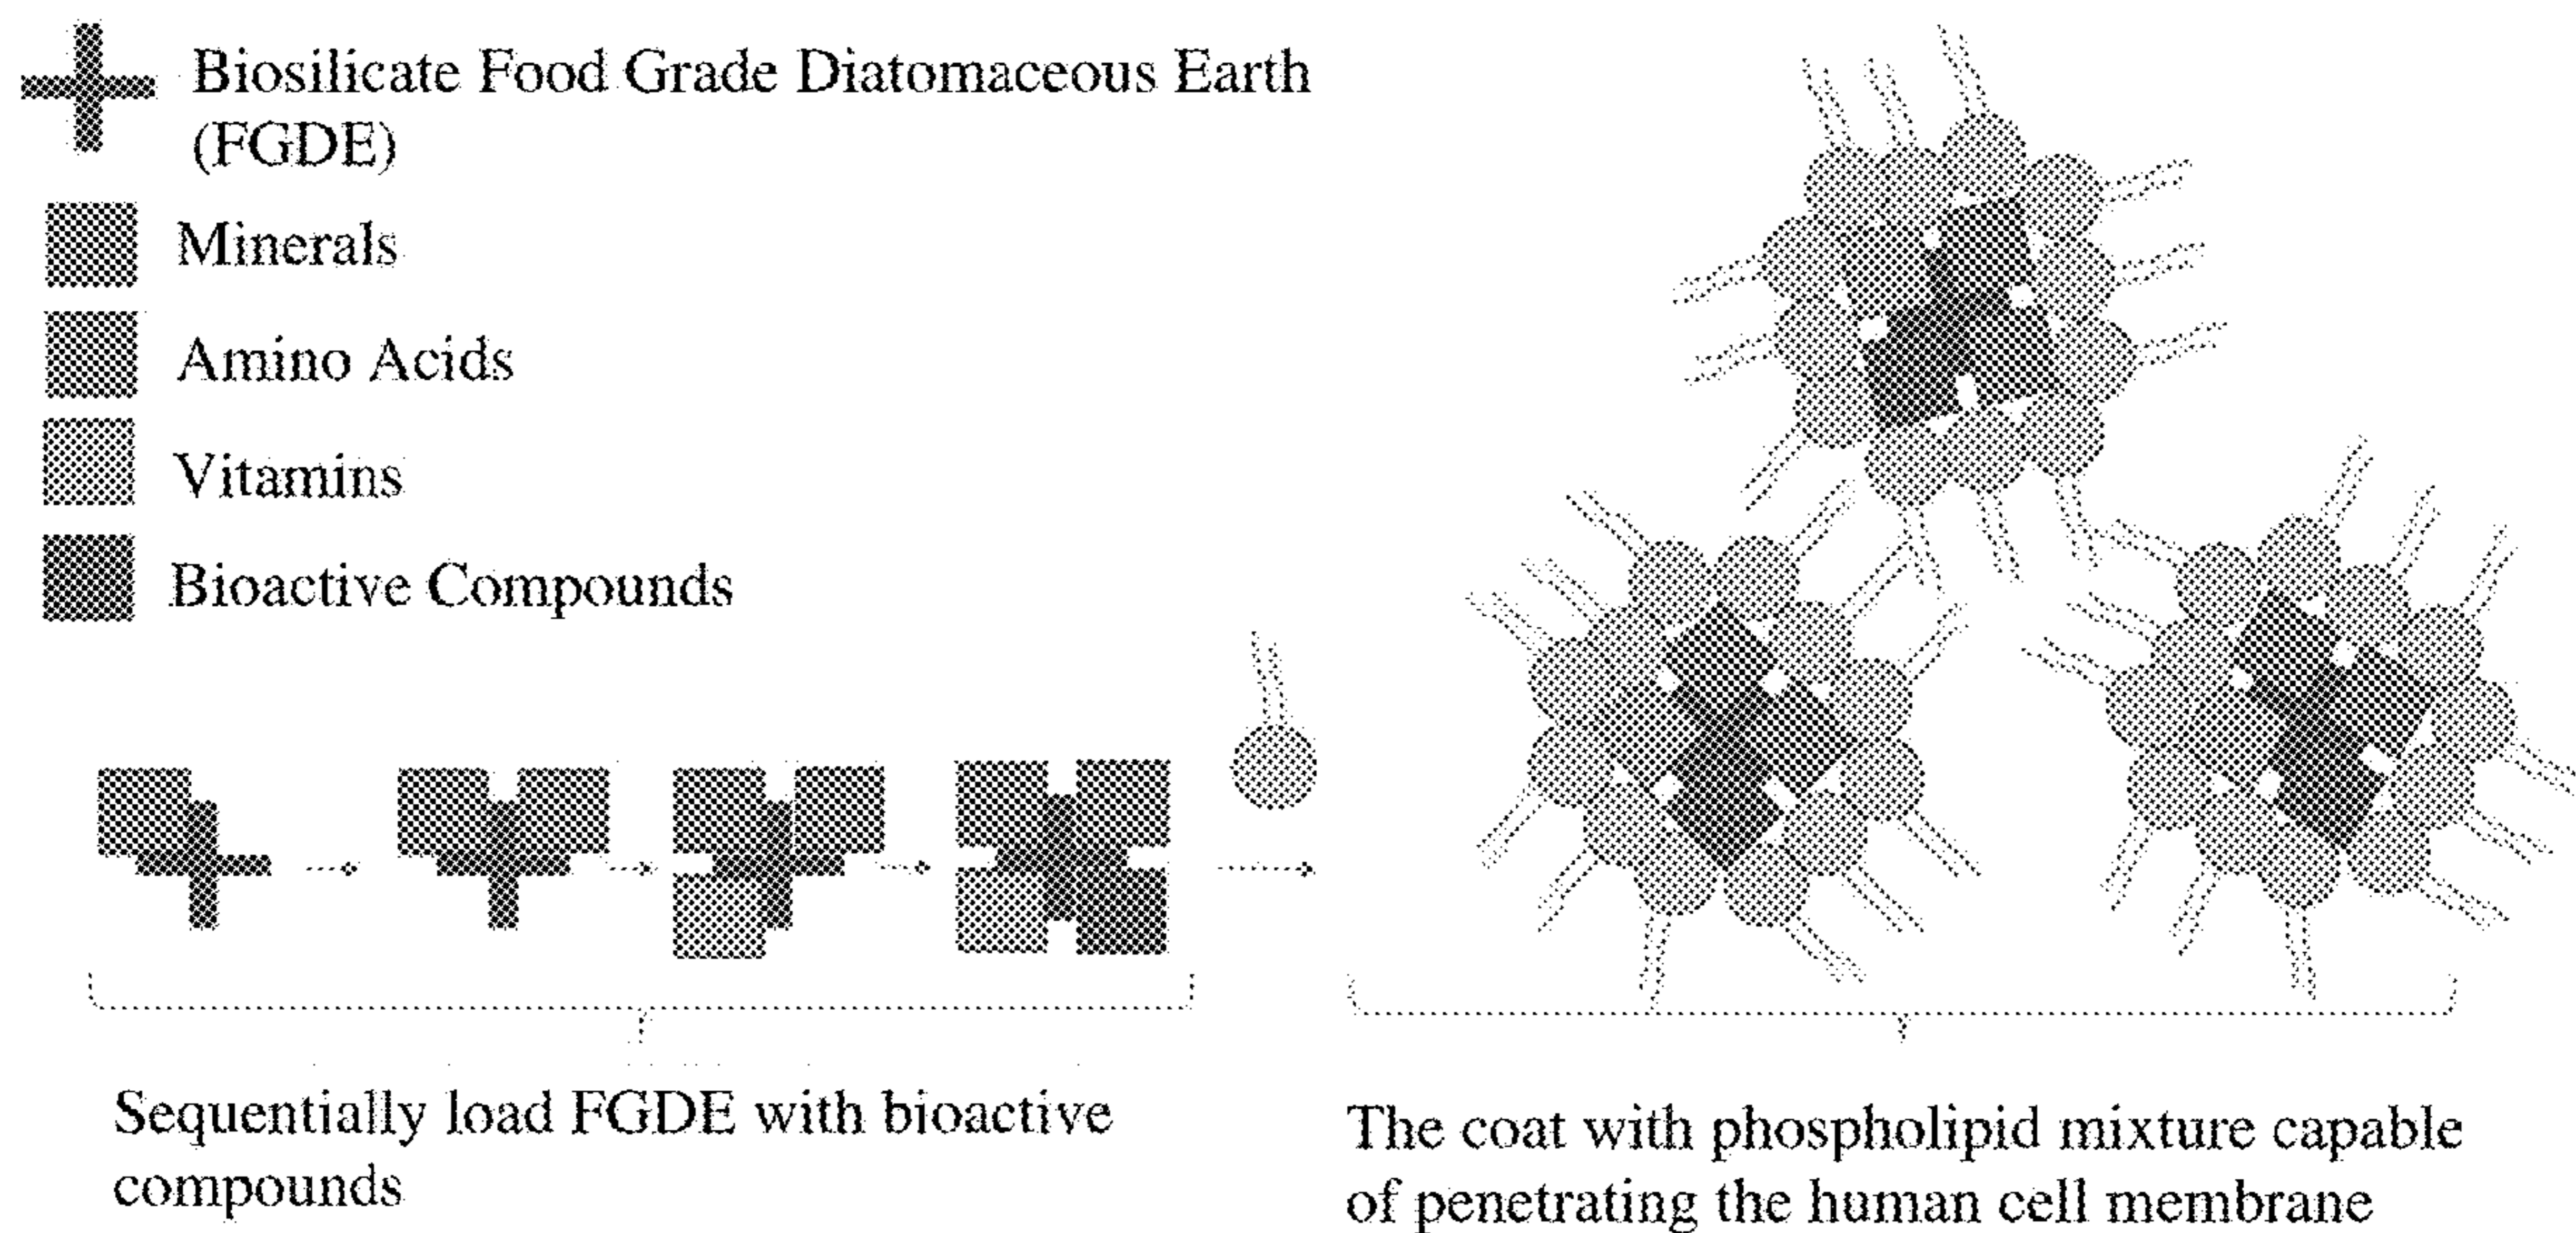 Biosilicate Food Grade Diatomaceous Earth
(FGDE)
Minerals
Amino Acids
Vitamins
Bioactive Compounds
Sequentially load FGDE with bioactive
compounds
The coat with phospholipid mixture capable
of penetrating the human cell membrane